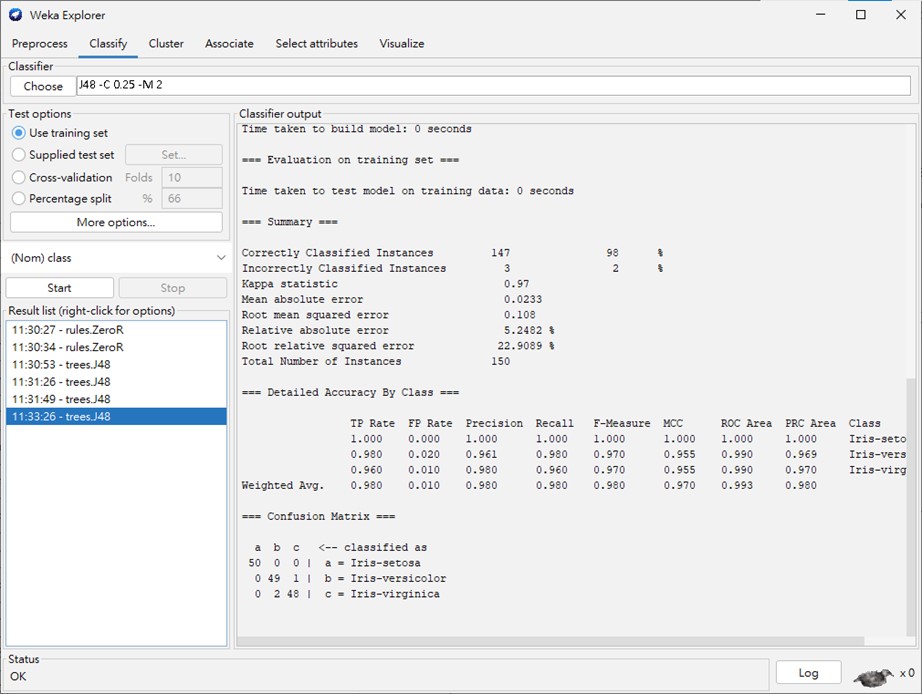 Weka Explorer
Preprocess Classify Cluster Associate Select attributes Visualize
Classifier
Choose J48 -C 0.25 -M 2
Test options
Use training set
Supplied test set Set...
Cross-validation Folds 10
Percentage split % 66
More options...
(Nom) class
Start Stop
Result list (right-click for options)
11:30:27 - rules.ZeroR
11:30:34 - rules.ZeroR
11:30:53 - trees.J48
11:31:26 - trees.J48
11:31:49 - trees.J48
11:33:26 - trees.J48
Classifier output
Time taken to build model: 0 seconds
=== Evaluation on training set ===
Time taken to test model on training data: 0 seconds
=== Summary ===
Correctly Classified Instances 147 98 %
Incorrectly Classified Instances 3 2 %
Kappa statistic 0.97
Mean absolute error 0.0233
Root mean squared error 0.108
Relative absolute error 5.2482 %
Root relative squared error 22.9089 %
Total Number of Instances 150
=== Detailed Accuracy By Class ===
TP Rate FP Rate Precision Recall F-Measure MCC ROC Area PRC Area Class
1.000 0.000 1.000 1.000 1.000 1.000 1.000 1.000 Iris-seto
0.980 0.020 0.961 0.980 0.970 0.955 0.990 0.969 Iris-vers
0.960 0.010 0.980 0.960 0.970 0.955 0.990 0.970 Iris-virg
Weighted Avg. 0.980 0.010 0.980 0.980 0.980 0.970 0.993 0.980
=== Confusion Matrix ===
a b c <-- classified as
50 0 0 | a = Iris-setosa
0 49 1 | b = Iris-versicolor
0 2 48 | c = Iris-virginica
Status
OK
Log
x 0